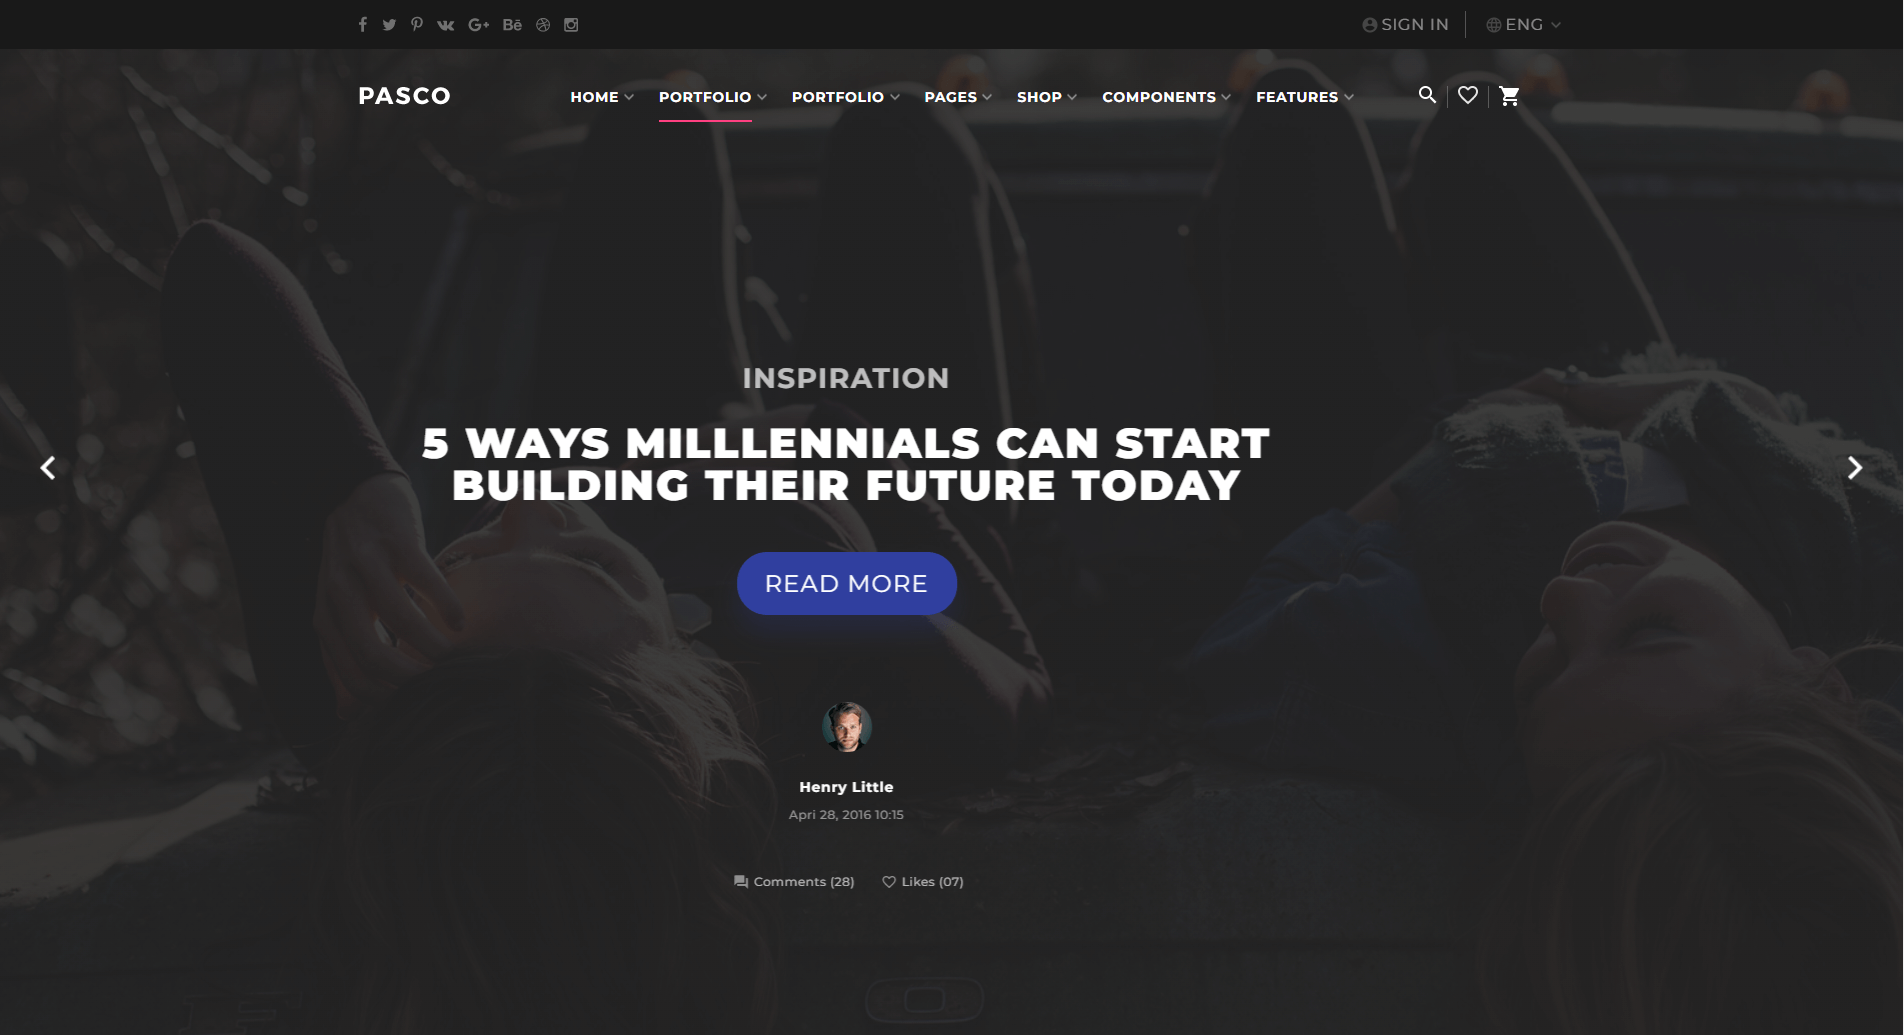 SIGN IN
ENG
PASCO
HOME
PORTFOLIO
PORTFOLIO
PAGES
SHOP
COMPONENTS
FEATURES
INSPIRATION
5 WAYS MILLLENNIALS CAN START
BUILDING THEIR FUTURE TODAY
READ MORE
Henry Little
Apri 28, 2016 10:15
Comments (28)
Likes (07)